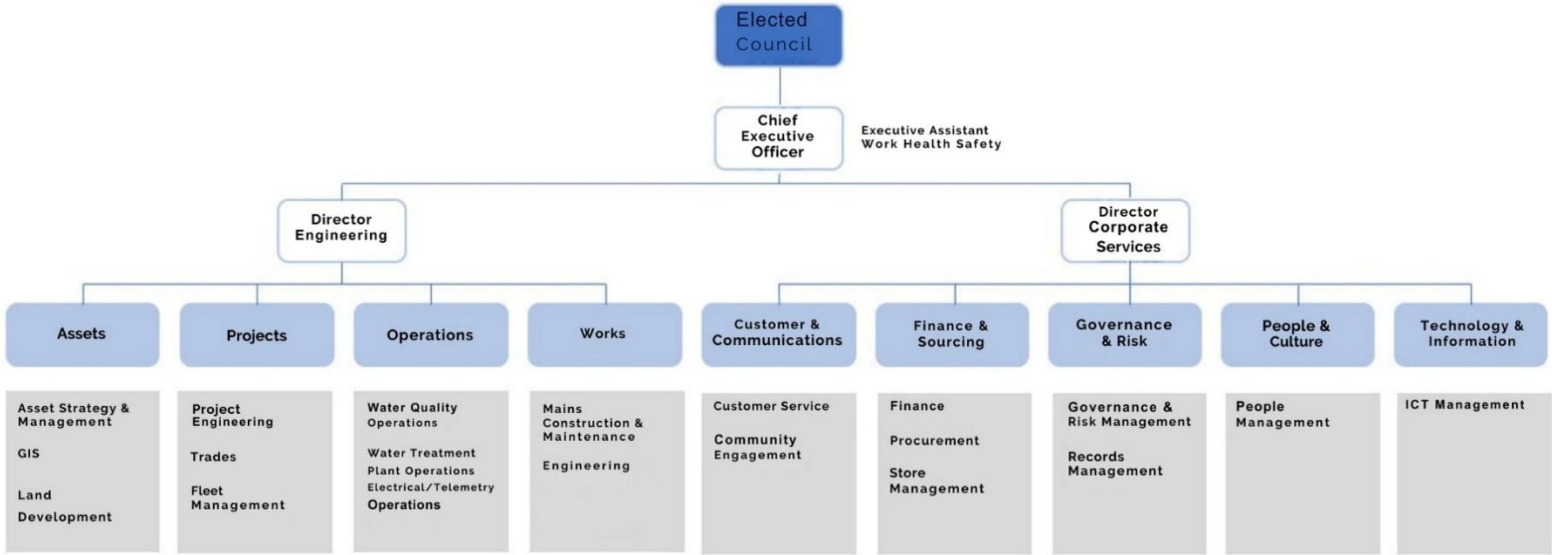 Elected
Council
Chief
Executive
Officer
Executive Assistant
Work Health Safety
Director
Engineering
Director
Corporate
Services
Assets
Projects
Operations
Works
Customer &
Communications
Finance &
Sourcing
Governance
& Risk
People &
Culture
Technology &
Information
Asset Strategy &
Management
GIS
Land
Development
Project
Engineering
Trades
Fleet
Management
Water Quality
Operations
Water Treatment
Plant Operations
Electrical/Telemetry
Operations
Mains
Construction &
Maintenance
Engineering
Customer Service
Community
Engagement
Finance
Procurement
Store
Management
Governance &
Risk Management
Records
Management
People
Management
ICT Management